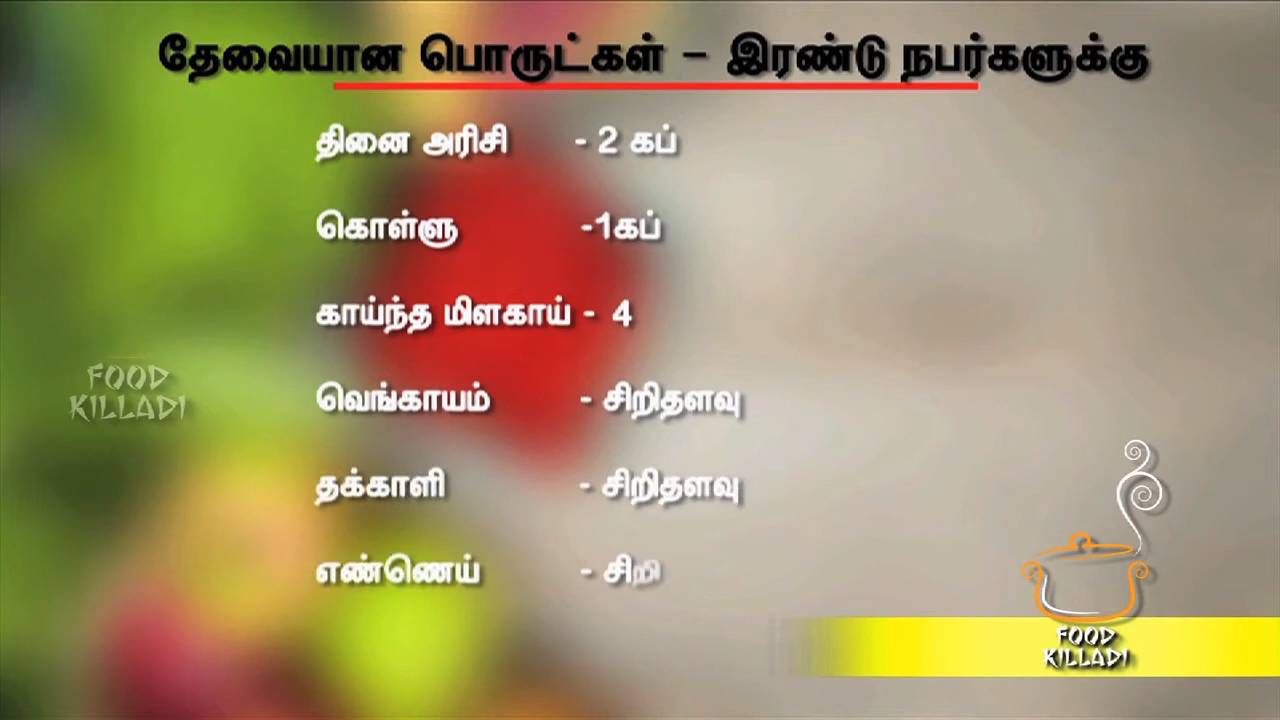 தேவையான பொருட்கள் - இரண்டு நபர்களுக்கு
தினை அரிசி - 2 கப்
கொள்ளு -1கப்
காய்ந்த மிளகாய் - 4
வெங்காயம் - சிறிதளவு
தக்காளி - சிறிதளவு
எண்ணெய் - சிறி
FOOD
KILLADI
FOOD
KILLADI